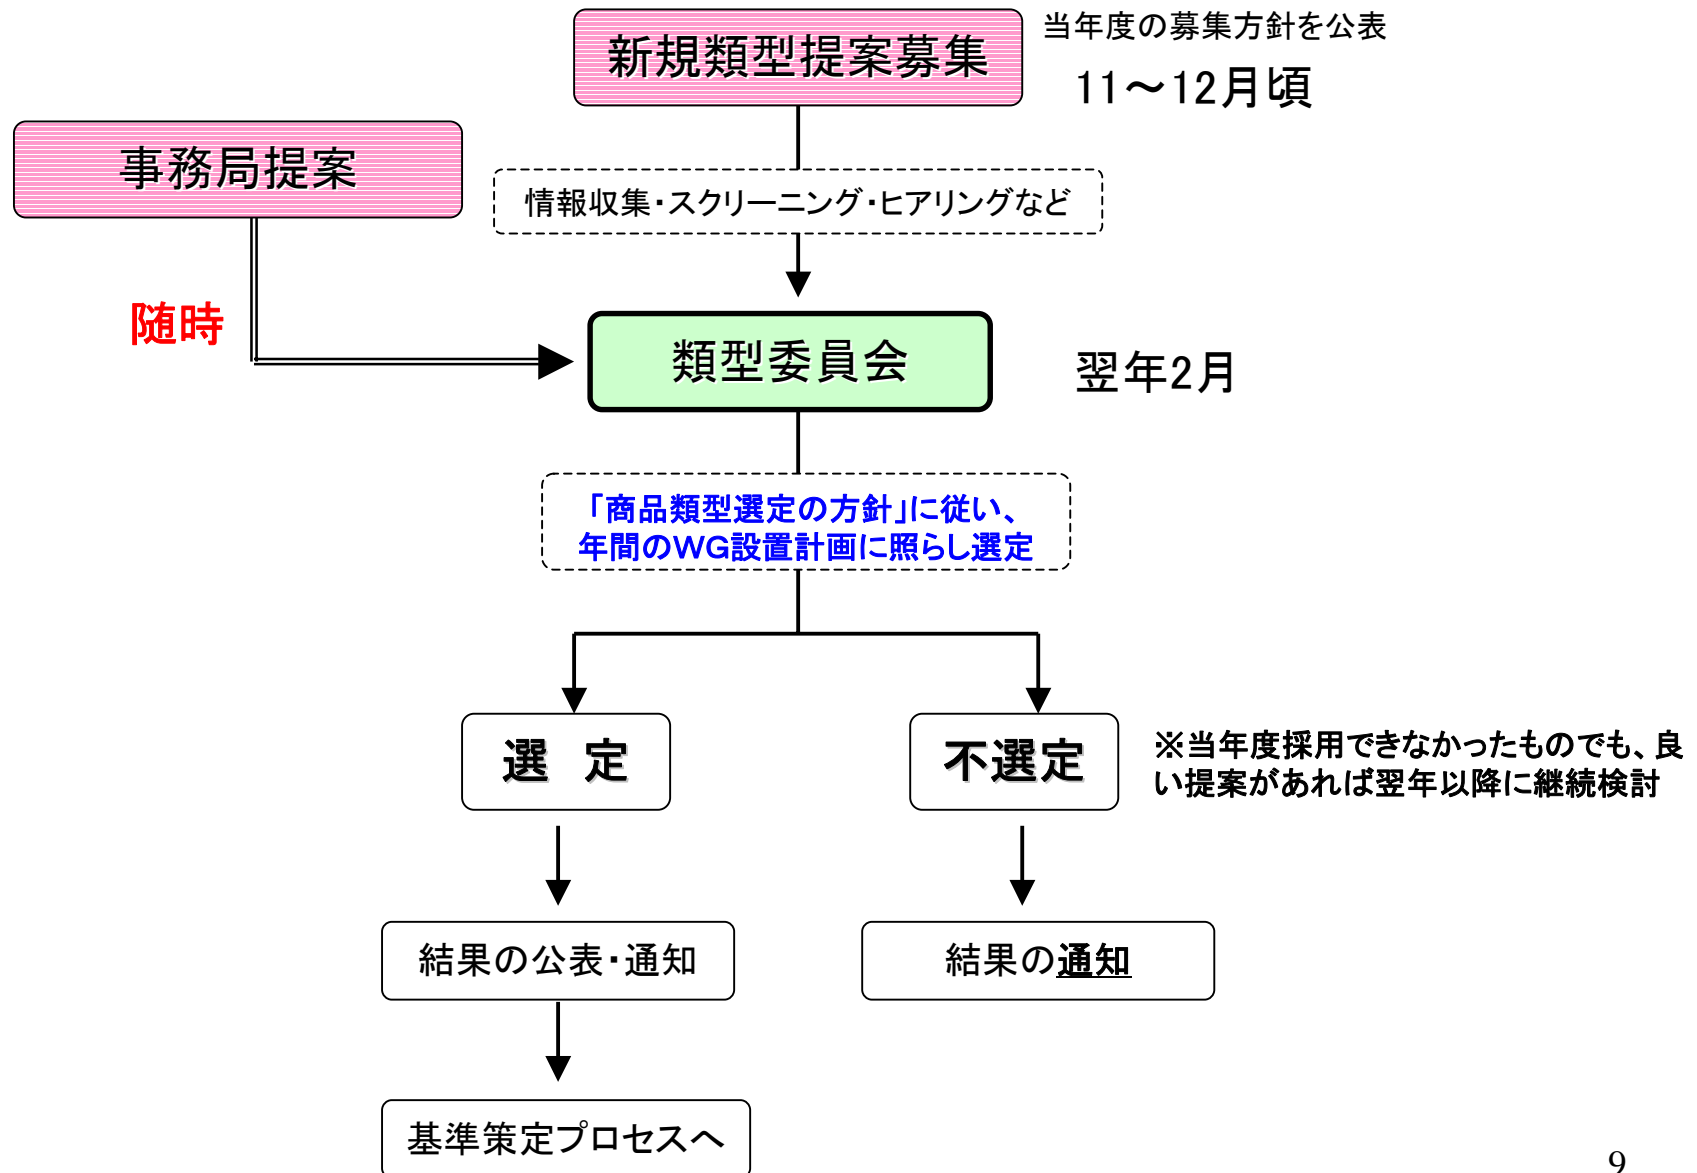 新規類型提案募集
当年度の募集方針を公表
11～12月頃
事務局提案
情報収集・スクリーニング・ヒアリングなど
随時
類型委員会
翌年2月
「商品類型選定の方針」に従い、
年間のWG設置計画に照らし選定
選　定
不選定
※当年度採用できなかったものでも、良
い提案があれば翌年以降に継続検討
結果の公表・通知
結果の通知
基準策定プロセスへ
9